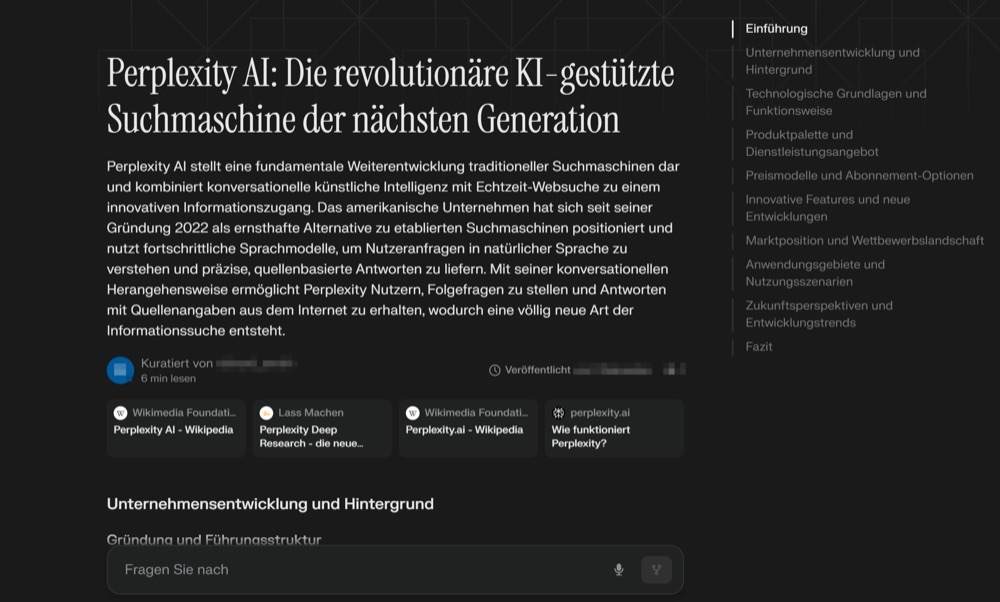 Perplexity AI: Die revolutionäre KI-gestützte
Suchmaschine der nächsten Generation
Perplexity AI stellt eine fundamentale Weiterentwicklung traditioneller Suchmaschinen dar
und kombiniert konversationelle künstliche Intelligenz mit Echtzeit-Websuche zu einem
innovativen Informationszugang. Das amerikanische Unternehmen hat sich seit seiner
Gründung 2022 als ernsthafte Alternative zu etablierten Suchmaschinen positioniert und
nutzt fortschrittliche Sprachmodelle, um Nutzeranfragen in natürlicher Sprache zu
verstehen und präzise, quellenbasierte Antworten zu liefern. Mit seiner konversationellen
Herangehensweise ermöglicht Perplexity Nutzern, Folgefragen zu stellen und Antworten
mit Quellenangaben aus dem Internet zu erhalten, wodurch eine völlig neue Art der
Informationssuche entsteht.
Kuratiert von
6 min lesen
Veröffentlicht
W Wikimedia Foundati...
Perplexity AI - Wikipedia
Lass Machen
Perplexity Deep
Research - die neue...
W Wikimedia Foundati...
Perplexity.ai - Wikipedia
perplexity.ai
Wie funktioniert
Perplexity?
Unternehmensentwicklung und Hintergrund
Gründung und Führungsstruktur
Fragen Sie nach
Einführung
Unternehmensentwicklung und
Hintergrund
Technologische Grundlagen und
Funktionsweise
Produktpalette und
Dienstleistungsangebot
Preismodelle und Abonnement-Optionen
Innovative Features und neue
Entwicklungen
Marktposition und Wettbewerbslandschaft
Anwendungsgebiete und
Nutzungsszenarien
Zukunftsperspektiven und
Entwicklungstrends
Fazit